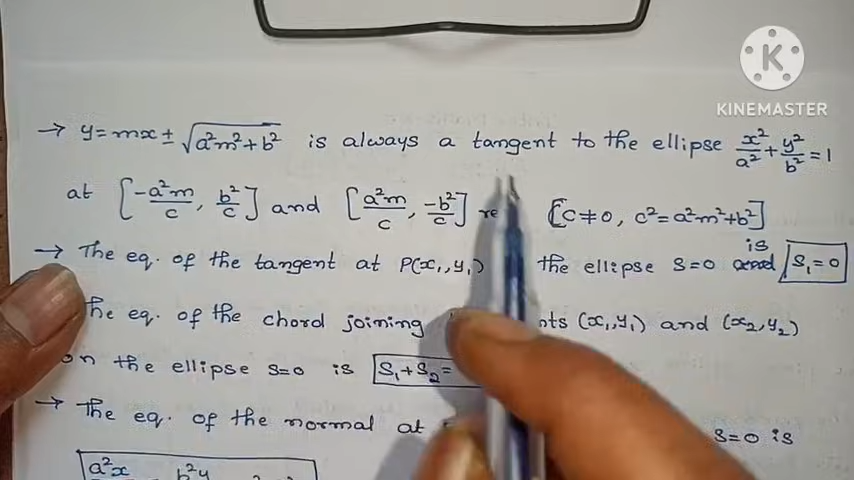 KINEMASTER
→ y = mx ± √a²m²+b² is always a tangent to the ellipse x²/a² + y²/b² = 1
at [-a²m/c, b²/c] and [a²m/c, -b²/c] [C≠0, c²=a²m²+b²]
→ The eq. of the tangent at P(x₁, y₁) the ellipse S=0 is S₁=0
The eq. of the chord joining (x₁, y₁) and (x₂, y₂)
on the ellipse S=0 is S₁+S₂=
→ The eq. of the normal at S=0 is
a²x b²y